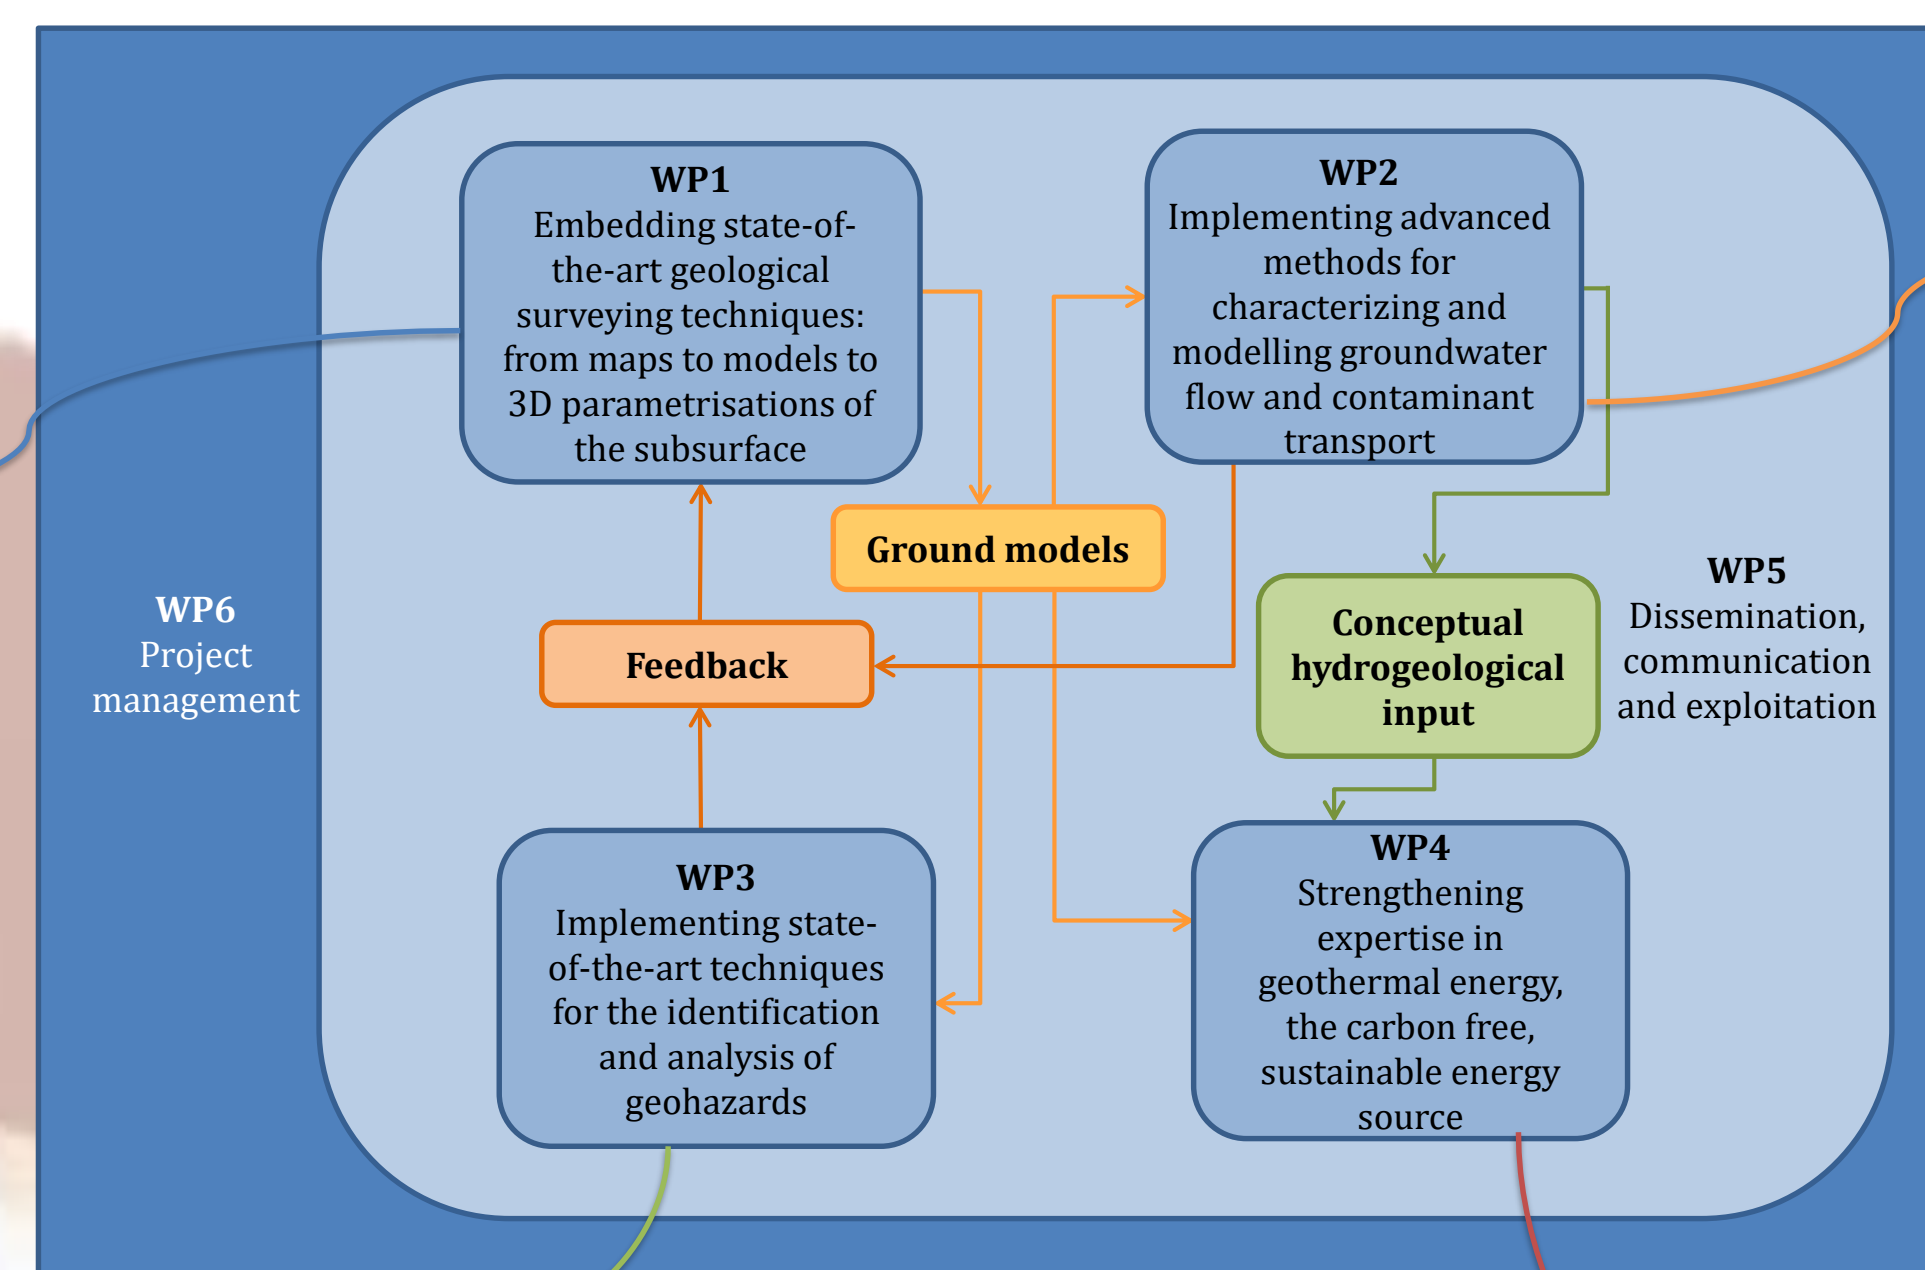 WP1
Embedding state-of-
the-art geological
surveying techniques:
from maps to models to
3D parametrisations of
the subsurface
WP2
Implementing advanced
methods for
characterizing and
modelling groundwater
flow and contaminant
transport
Ground models
WP6
Project
management
Feedback
Conceptual
hydrogeological
input
WP5
Dissemination,
communication
and exploitation
WP3
Implementing state-
of-the-art techniques
for the identification
and analysis of
geohazards
WP4
Strengthening
expertise in
geothermal energy,
the carbon free,
sustainable energy
source